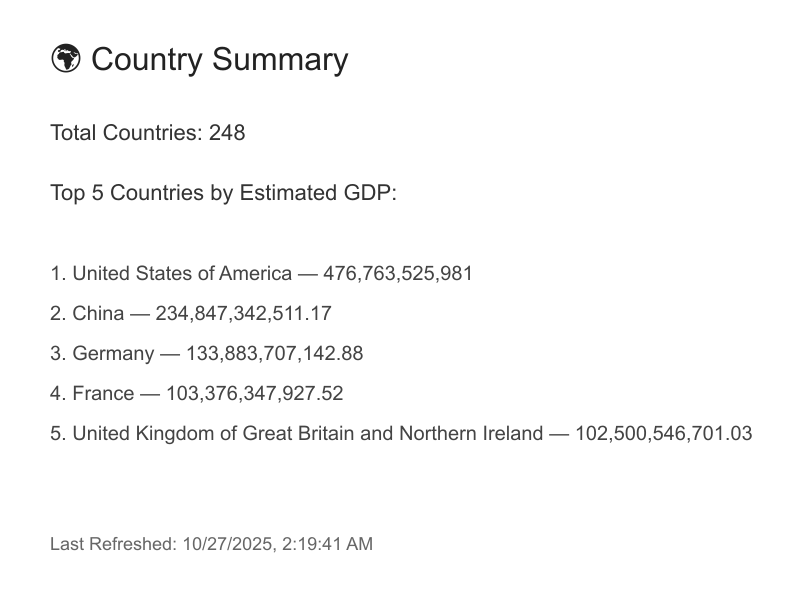 🌍 Country Summary
Total Countries: 248
Top 5 Countries by Estimated GDP:
1. United States of America — 476,763,525,981
2. China — 234,847,342,511.17
3. Germany — 133,883,707,142.88
4. France — 103,376,347,927.52
5. United Kingdom of Great Britain and Northern Ireland — 102,500,546,701.03
Last Refreshed: 10/27/2025, 2:19:41 AM